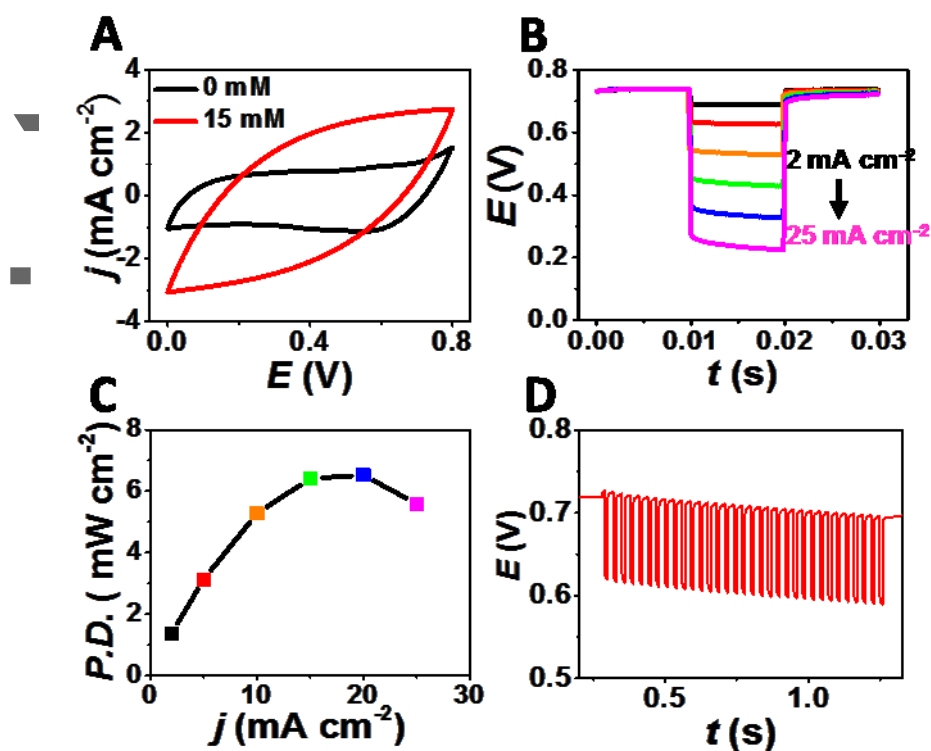 A
4
2
0
-2
-4
j (mA cm⁻²)
0 mM
15 mM
0.0
0.4
0.8
E (V)
B
0.8
0.6
0.4
0.2
0.0
E (V)
2 mA cm⁻²
25 mA cm⁻²
0.00
0.01
0.02
0.03
t (s)
C
8
6
4
2
0
P.D. ( mW cm⁻²)
0
10
20
30
j (mA cm⁻²)
D
0.8
0.7
0.6
0.5
E (V)
0.5
1.0
t (s)